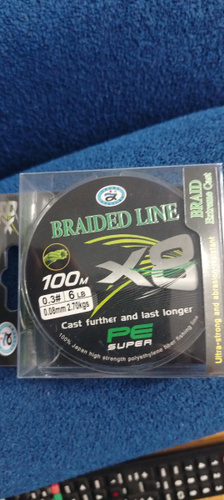 BRAIDED LINE
X8
100M
0.3# 6 LB
0.08mm 2.70kgs
Cast further and last longer
PE
SUPER
100% Japan high strength polyethylene fiber fishing line
BRAID
Extreme Cast
Ultra-strong and abrasion
X8